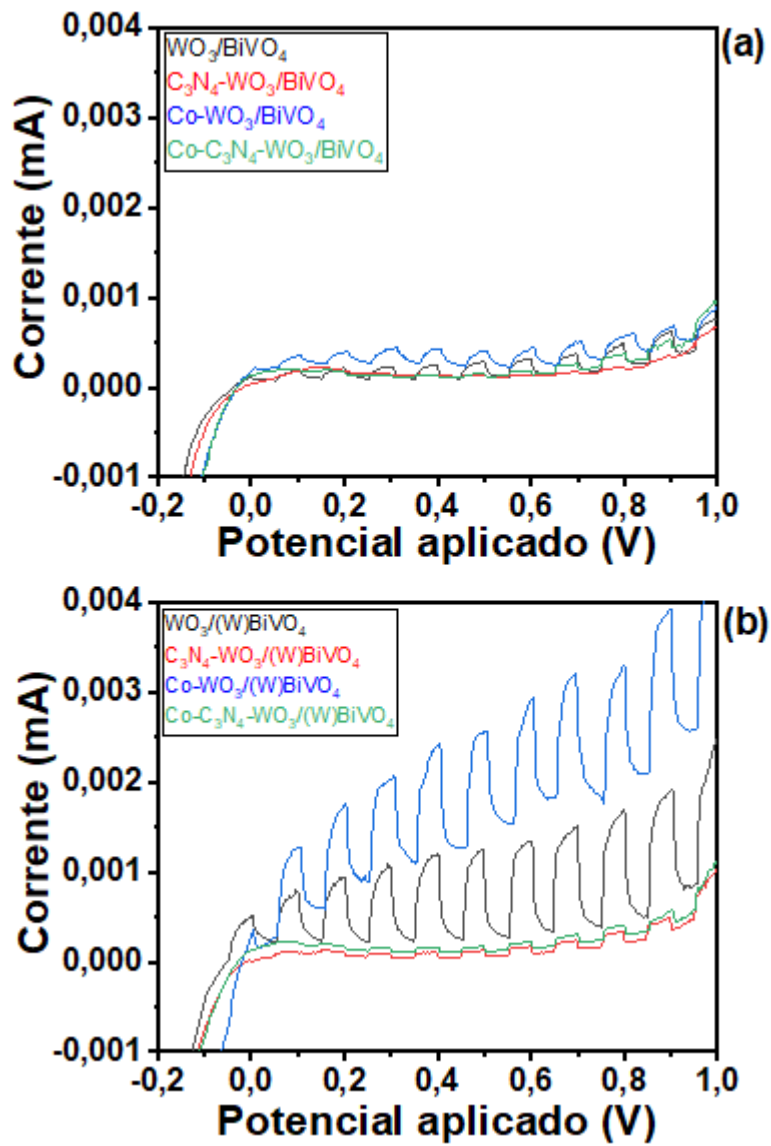 (a)
WO₃/BiVO₄
C₃N₄-WO₃/BiVO₄
Co-WO₃/BiVO₄
Co-C₃N₄-WO₃/BiVO₄
Corrente (mA)
0,004
0,003
0,002
0,001
0,000
-0,001
-0,2 0,0 0,2 0,4 0,6 0,8 1,0
Potencial aplicado (V)
(b)
WO₃/(W)BiVO₄
C₃N₄-WO₃/(W)BiVO₄
Co-WO₃/(W)BiVO₄
Co-C₃N₄-WO₃/(W)BiVO₄
Corrente (mA)
0,004
0,003
0,002
0,001
0,000
-0,001
-0,2 0,0 0,2 0,4 0,6 0,8 1,0
Potencial aplicado (V)